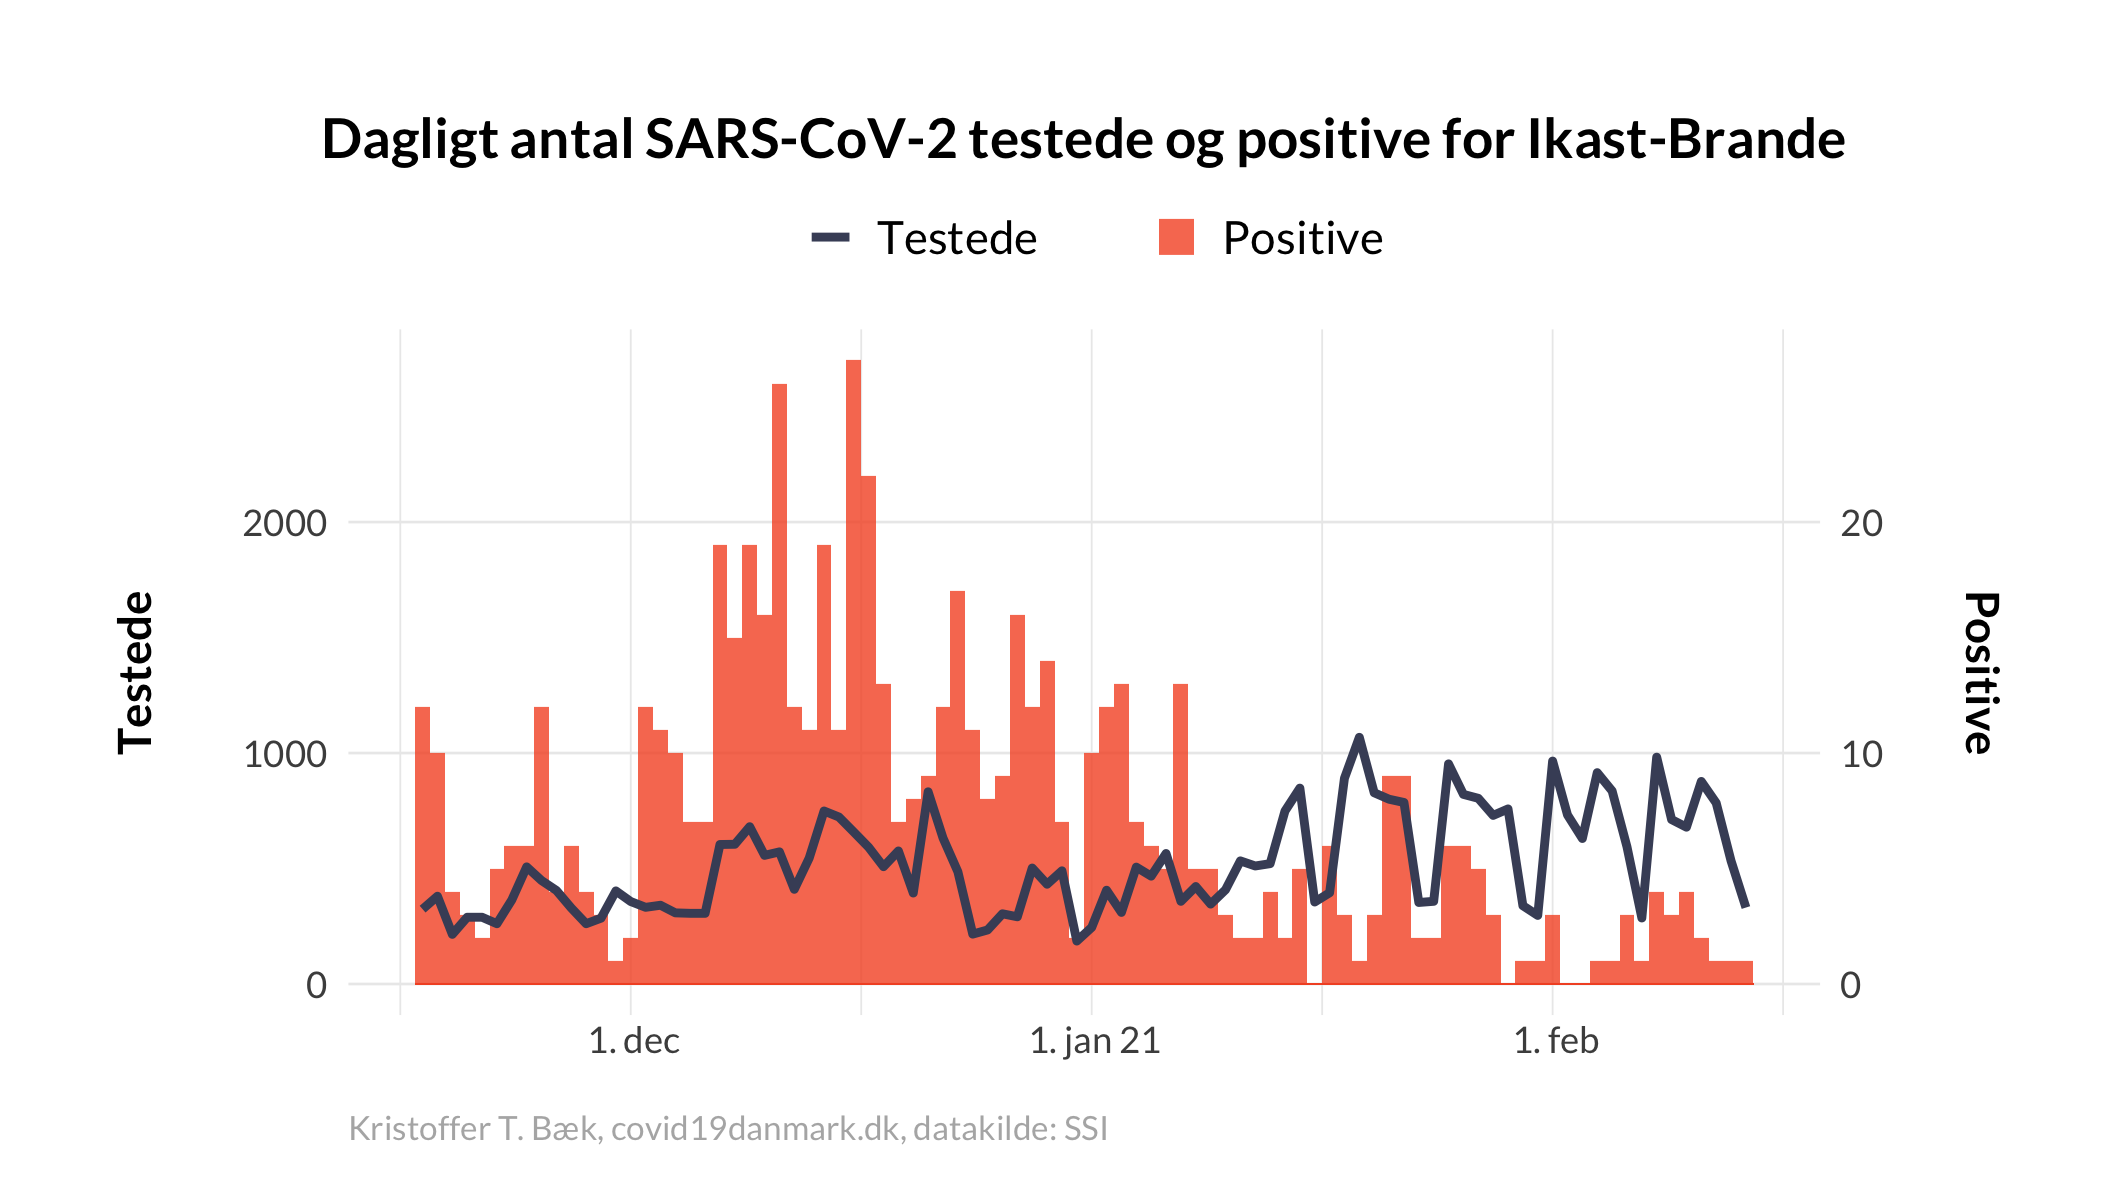 Dagligt antal SARS-CoV-2 testede og positive for Ikast-Brande
Testede
Positive
2000
1000
0
20
10
0
Testede
Positive
1. dec
1. jan 21
1. feb
Kristoffer T. Bæk, covid19danmark.dk, datakilde: SSI